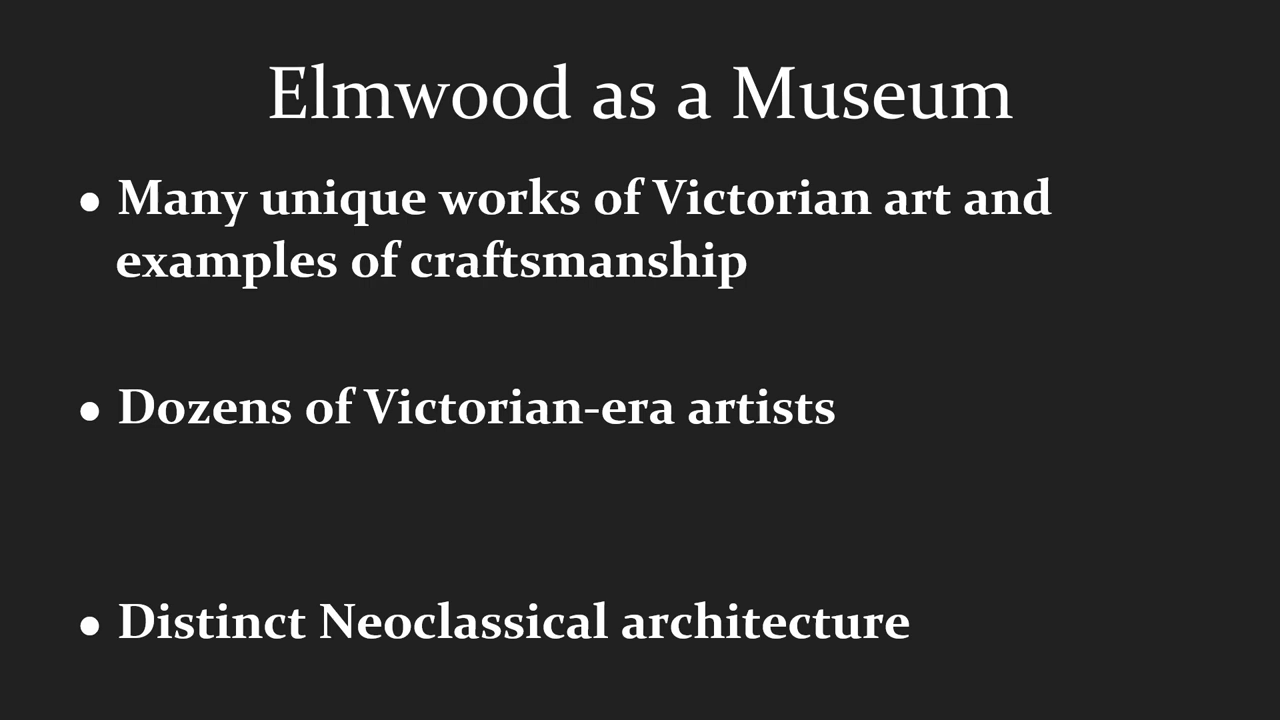 Elmwood as a Museum
• Many unique works of Victorian art and
examples of craftsmanship
• Dozens of Victorian-era artists
• Distinct Neoclassical architecture